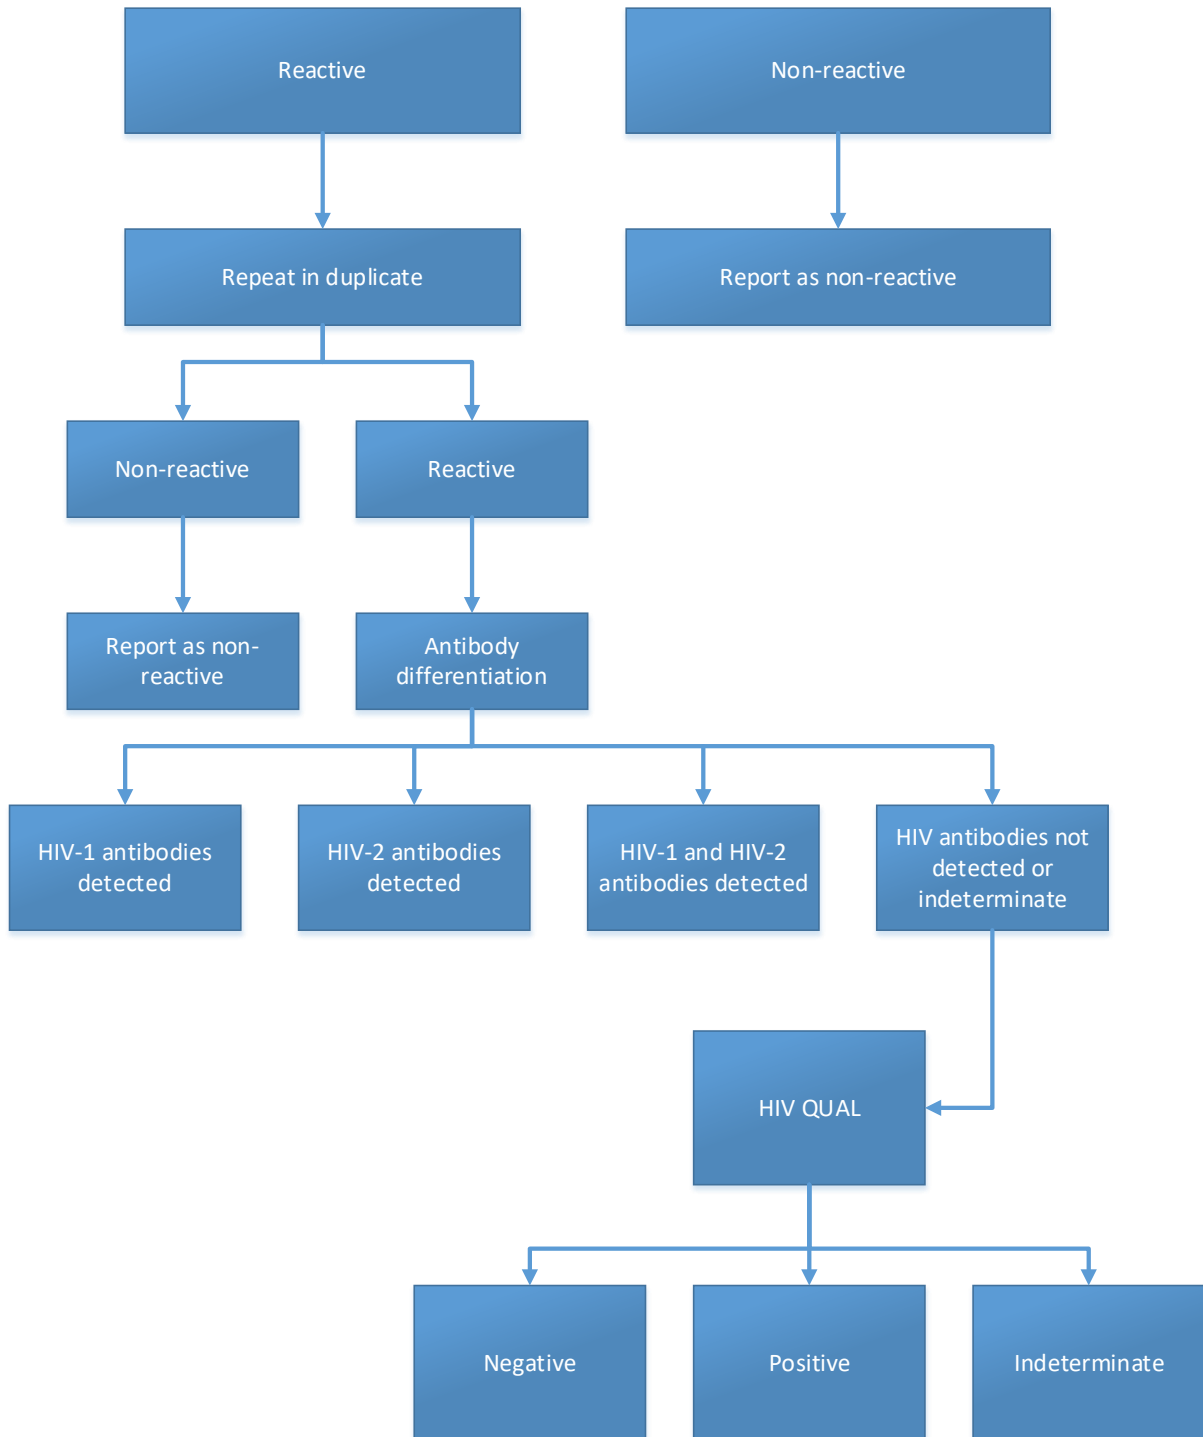 Reactive
Non-reactive
Repeat in duplicate
Report as non-reactive
Non-reactive
Reactive
Report as non-
reactive
Antibody
differentiation
HIV-1 antibodies
detected
HIV-2 antibodies
detected
HIV-1 and HIV-2
antibodies detected
HIV antibodies not
detected or
indeterminate
HIV QUAL
Negative
Positive
Indeterminate